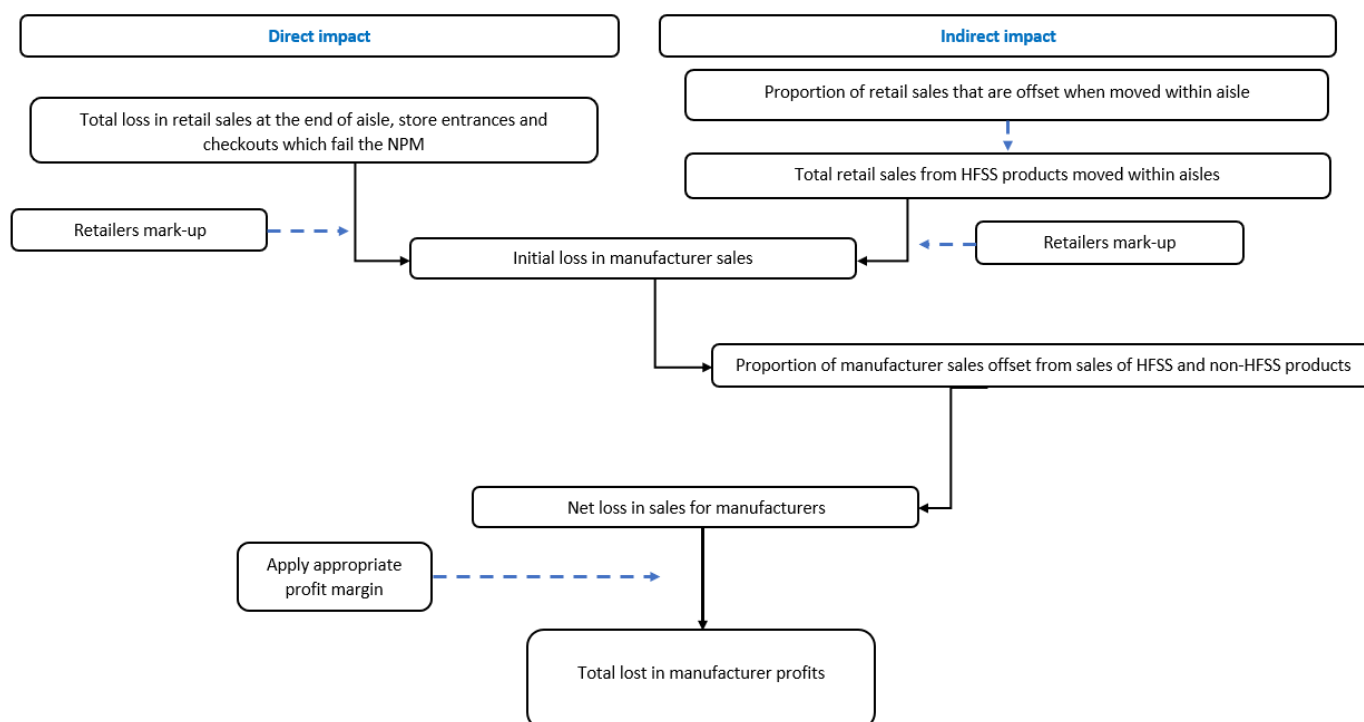 Direct impact
Indirect impact
Proportion of retail sales that are offset when moved within aisle
Total loss in retail sales at the end of aisle, store entrances and
checkouts which fail the NPM
Total retail sales from HFSS products moved within aisles
Retailers mark-up
Retailers mark-up
Initial loss in manufacturer sales
Proportion of manufacturer sales offset from sales of HFSS and non-HFSS products
Net loss in sales for manufacturers
Apply appropriate
profit margin
Total lost in manufacturer profits